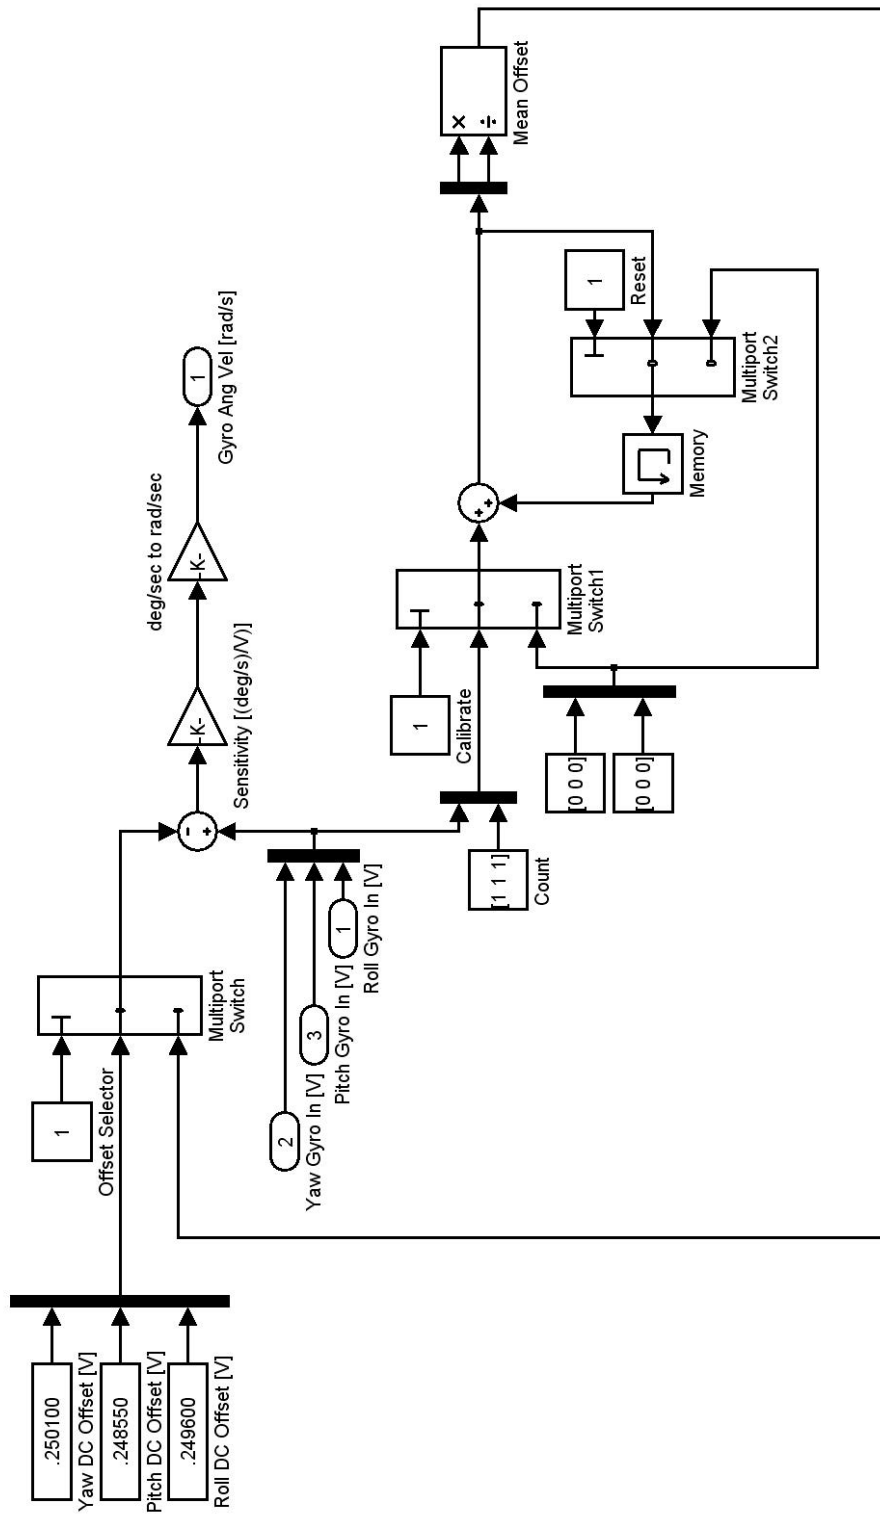 .250100
Yaw DC Offset [V]
.248550
Pitch DC Offset [V]
.249600
Roll DC Offset [V]
1
Offset Selector
Multiport
Switch
2
Yaw Gyro In [V]
3
Pitch Gyro In [V]
1
Roll Gyro In [V]
-
+
-K-
Sensitivity [(deg/s)/V)]
-K-
deg/sec to rad/sec
1
Gyro Ang Vel [rad/s]
[1 1 1]
Count
1
Calibrate
Multiport
Switch1
[0 0 0]
[0 0 0]
+
+
Memory
1
Reset
Multiport
Switch2
×
÷
Mean Offset